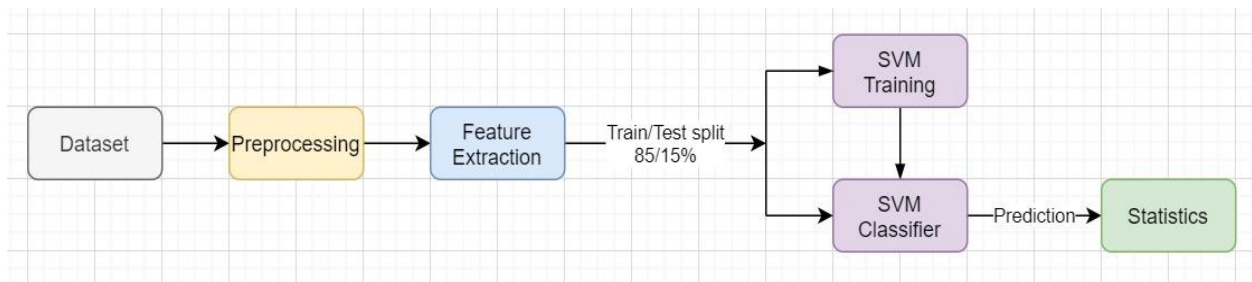 Dataset
Preprocessing
Feature
Extraction
Train/Test split
85/15%
SVM
Training
SVM
Classifier
Prediction
Statistics